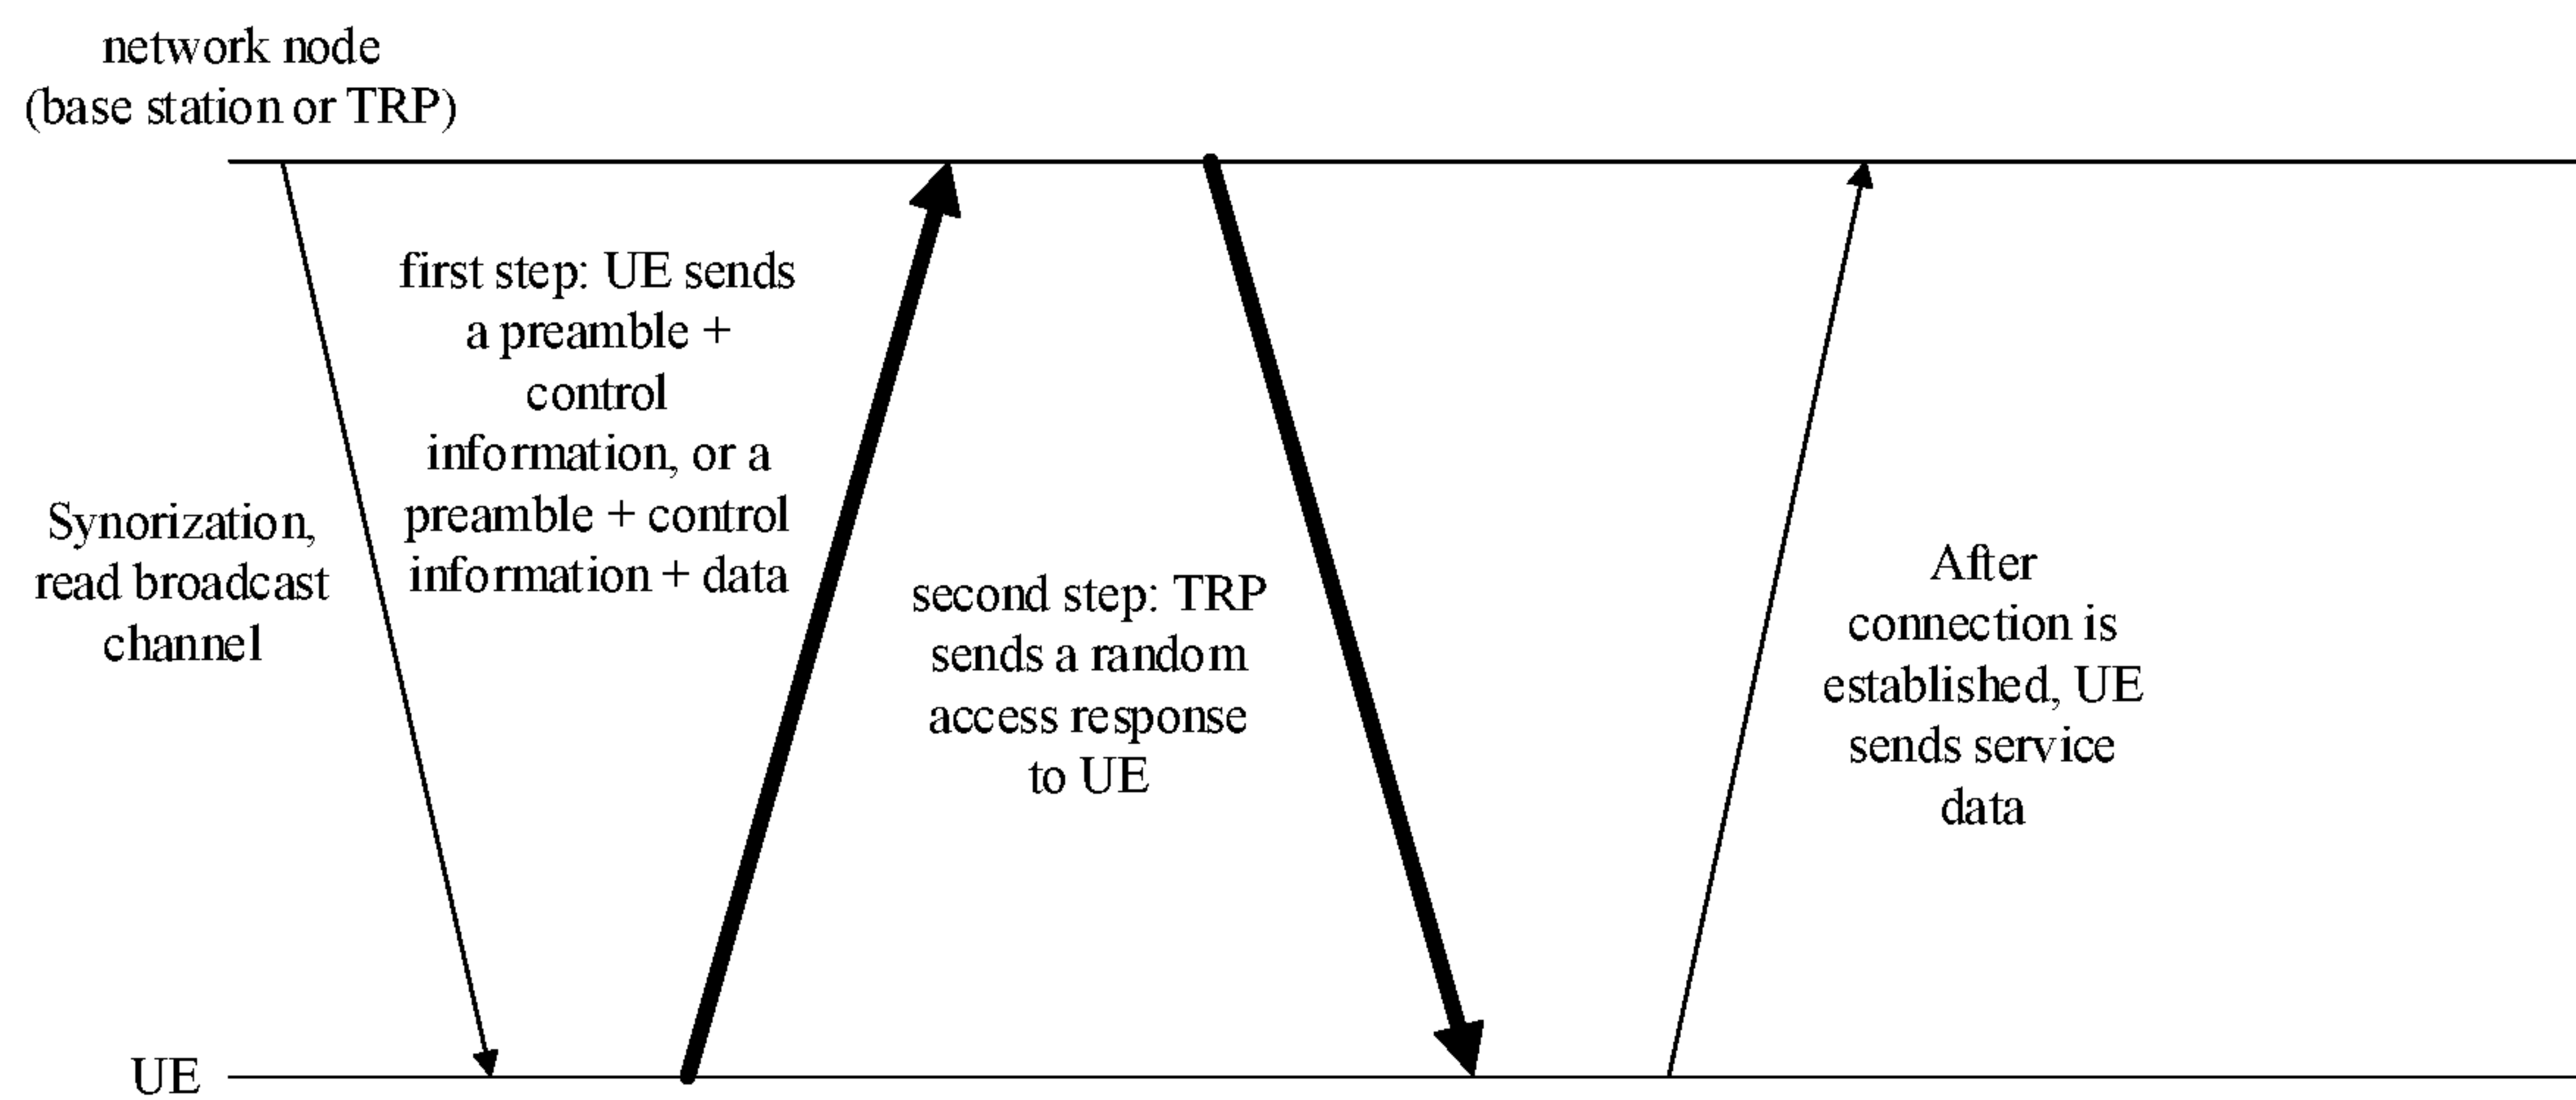 network node
(base station or TRP)
first step: UE sends
a preamble +
control
information, or a
preamble + control
information + data
Synorization,
read broadcast
channel
second step: TRP
sends a random
access response
to UE
After
connection is
established, UE
sends service
data
UE